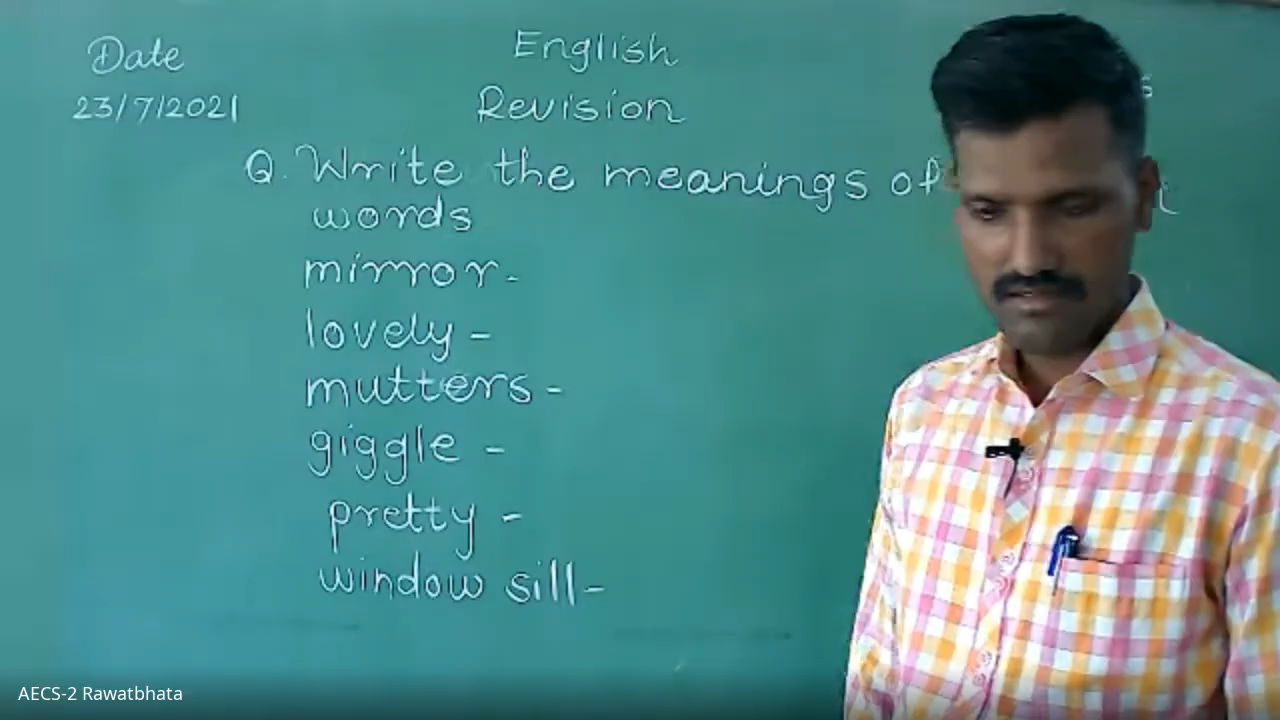 Date
23/7/2021
English
Revision
Q. Write the meanings of
words
mirror-
lovely -
mutters -
giggle -
pretty -
window sill-
AECS-2 Rawatbhata